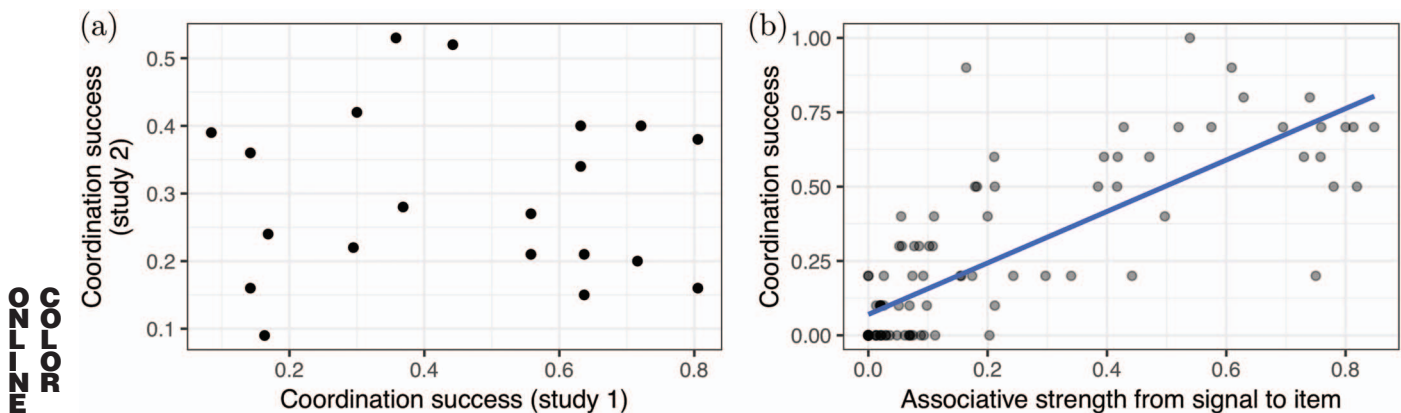 (a)
Coordination success
(study 2)
0.5
0.4
0.3
0.2
0.1
0.2 0.4 0.6 0.8
Coordination success (study 1)
(b)
Coordination success
1.00
0.75
0.50
0.25
0.00
0.0 0.2 0.4 0.6 0.8
Associative strength from signal to item
COLOR
ONLINE